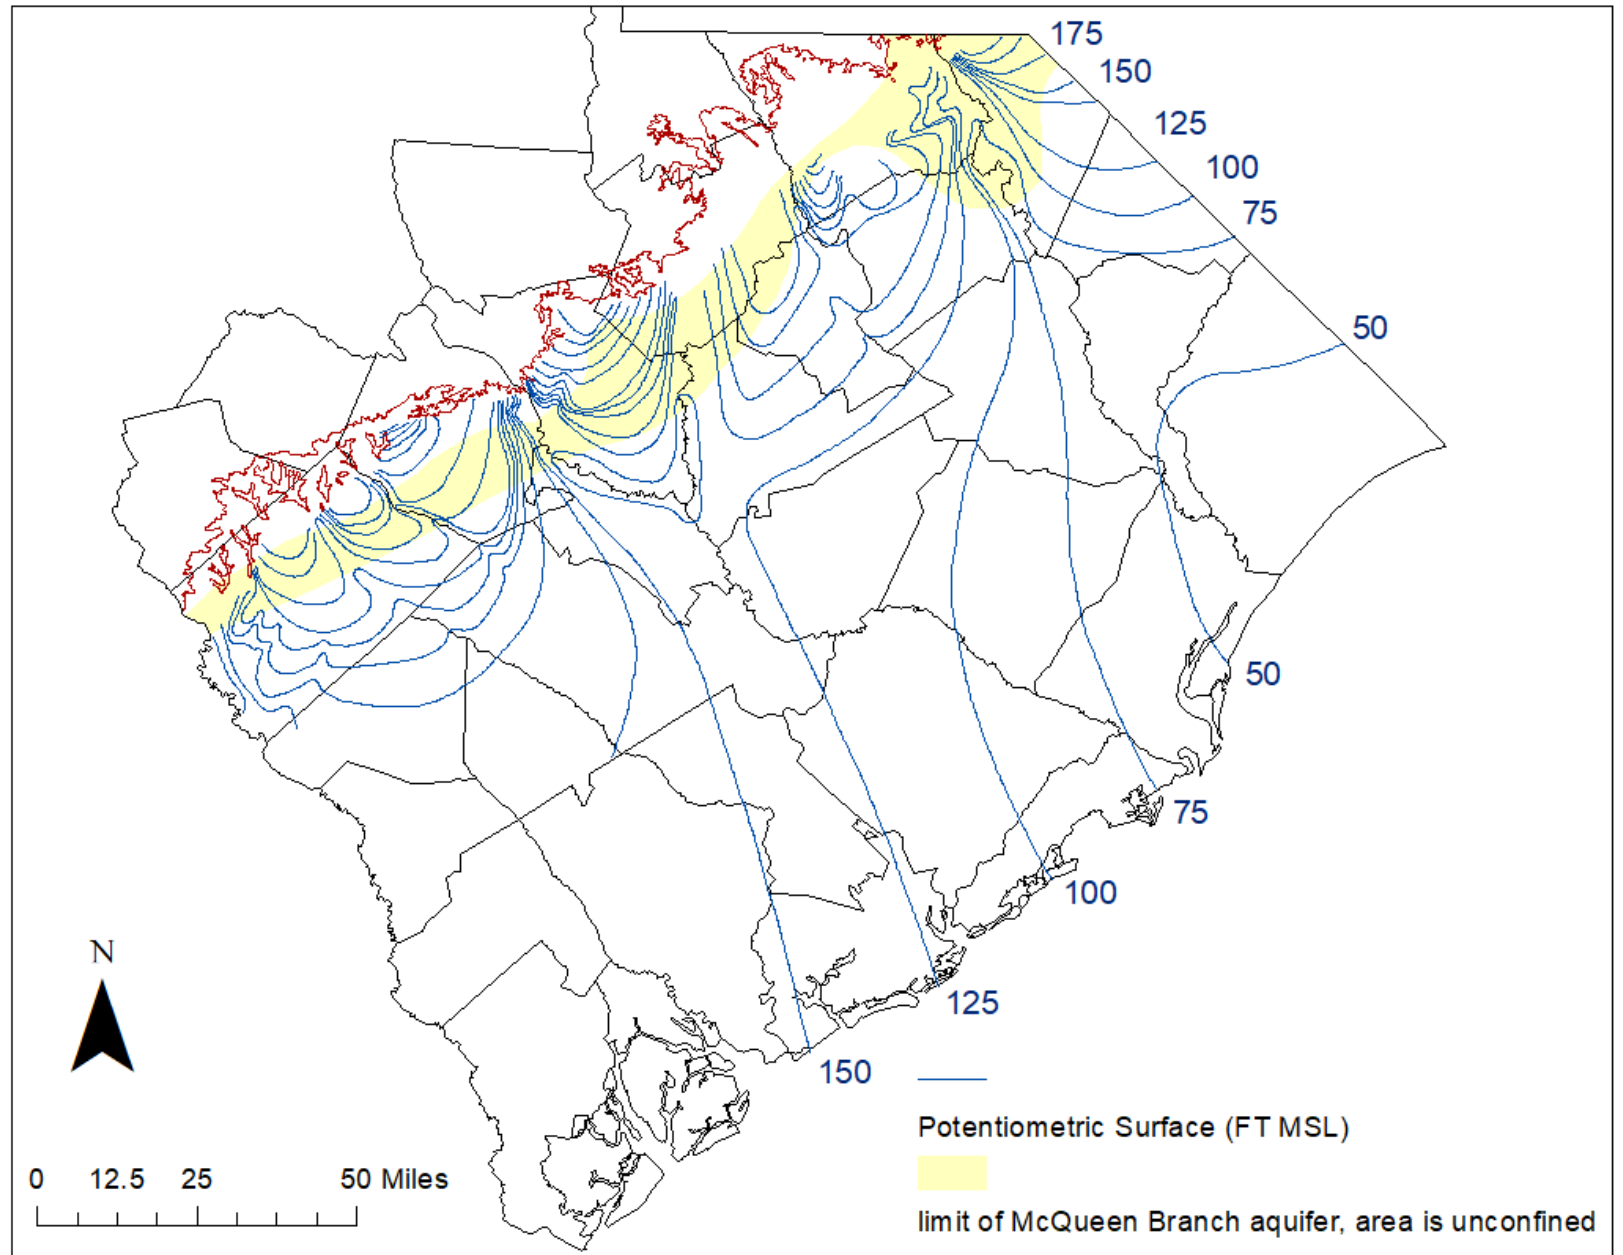 175
150
125
100
75
50
50
75
100
125
150
N
0 12.5 25 50 Miles
Potentiometric Surface (FT MSL)
limit of McQueen Branch aquifer, area is unconfined